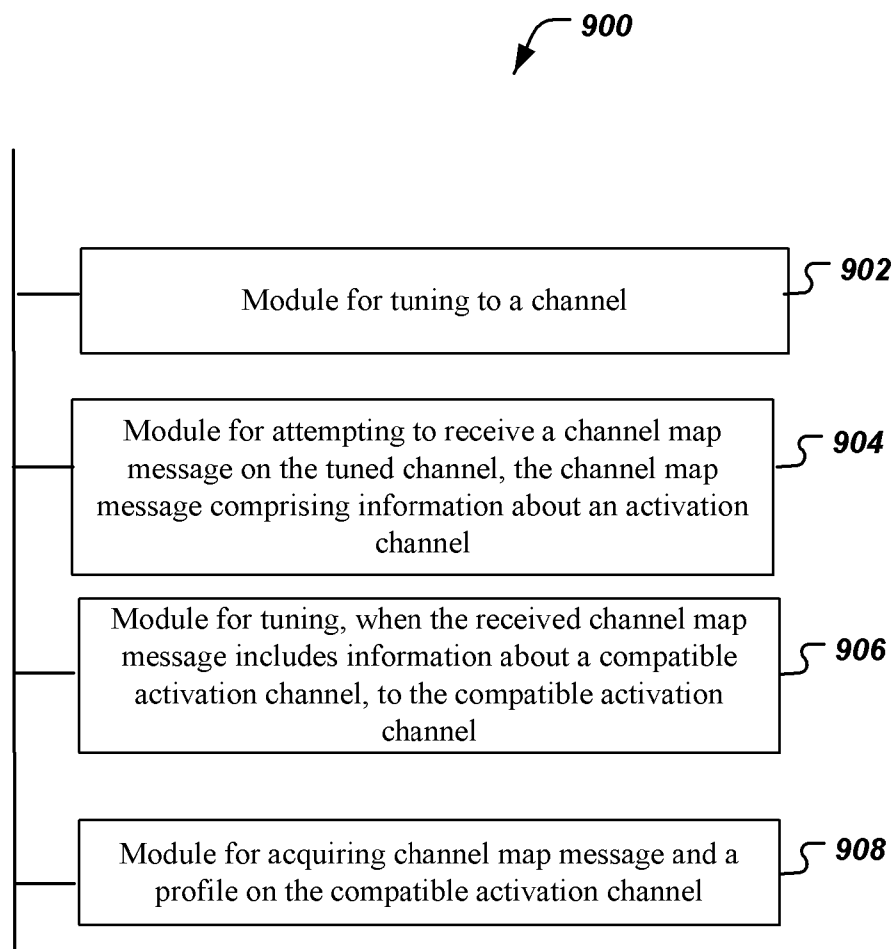 900
Module for tuning to a channel
902
Module for attempting to receive a channel map
message on the tuned channel, the channel map
message comprising information about an activation
channel
904
Module for tuning, when the received channel map
message includes information about a compatible
activation channel, to the compatible activation
channel
906
Module for acquiring channel map message and a
profile on the compatible activation channel
908